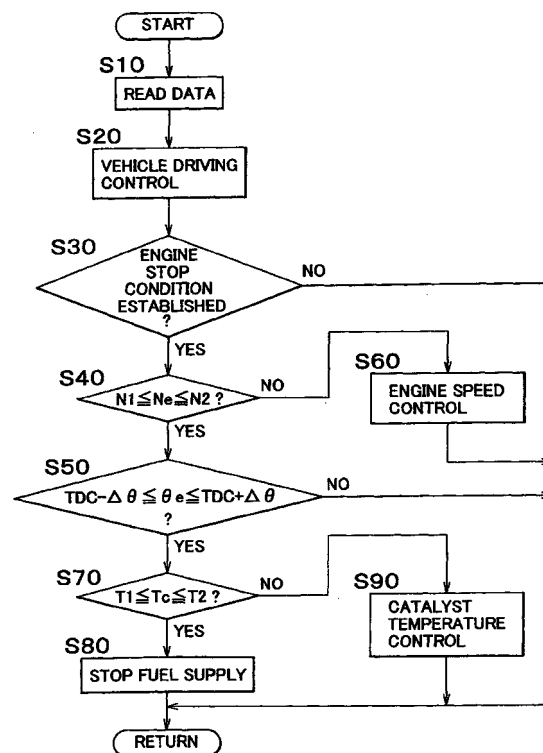 START
S10
READ DATA
S20
VEHICLE DRIVING
CONTROL
S30
ENGINE
STOP
CONDITION
ESTABLISHED
?
NO
YES
S40
N1≦Ne≦N2 ?
NO
YES
S60
ENGINE SPEED
CONTROL
S50
TDC−Δθ≦θe≦TDC+Δθ
?
NO
YES
S70
T1≦Tc≦T2 ?
NO
YES
S90
CATALYST
TEMPERATURE
CONTROL
S80
STOP FUEL SUPPLY
RETURN